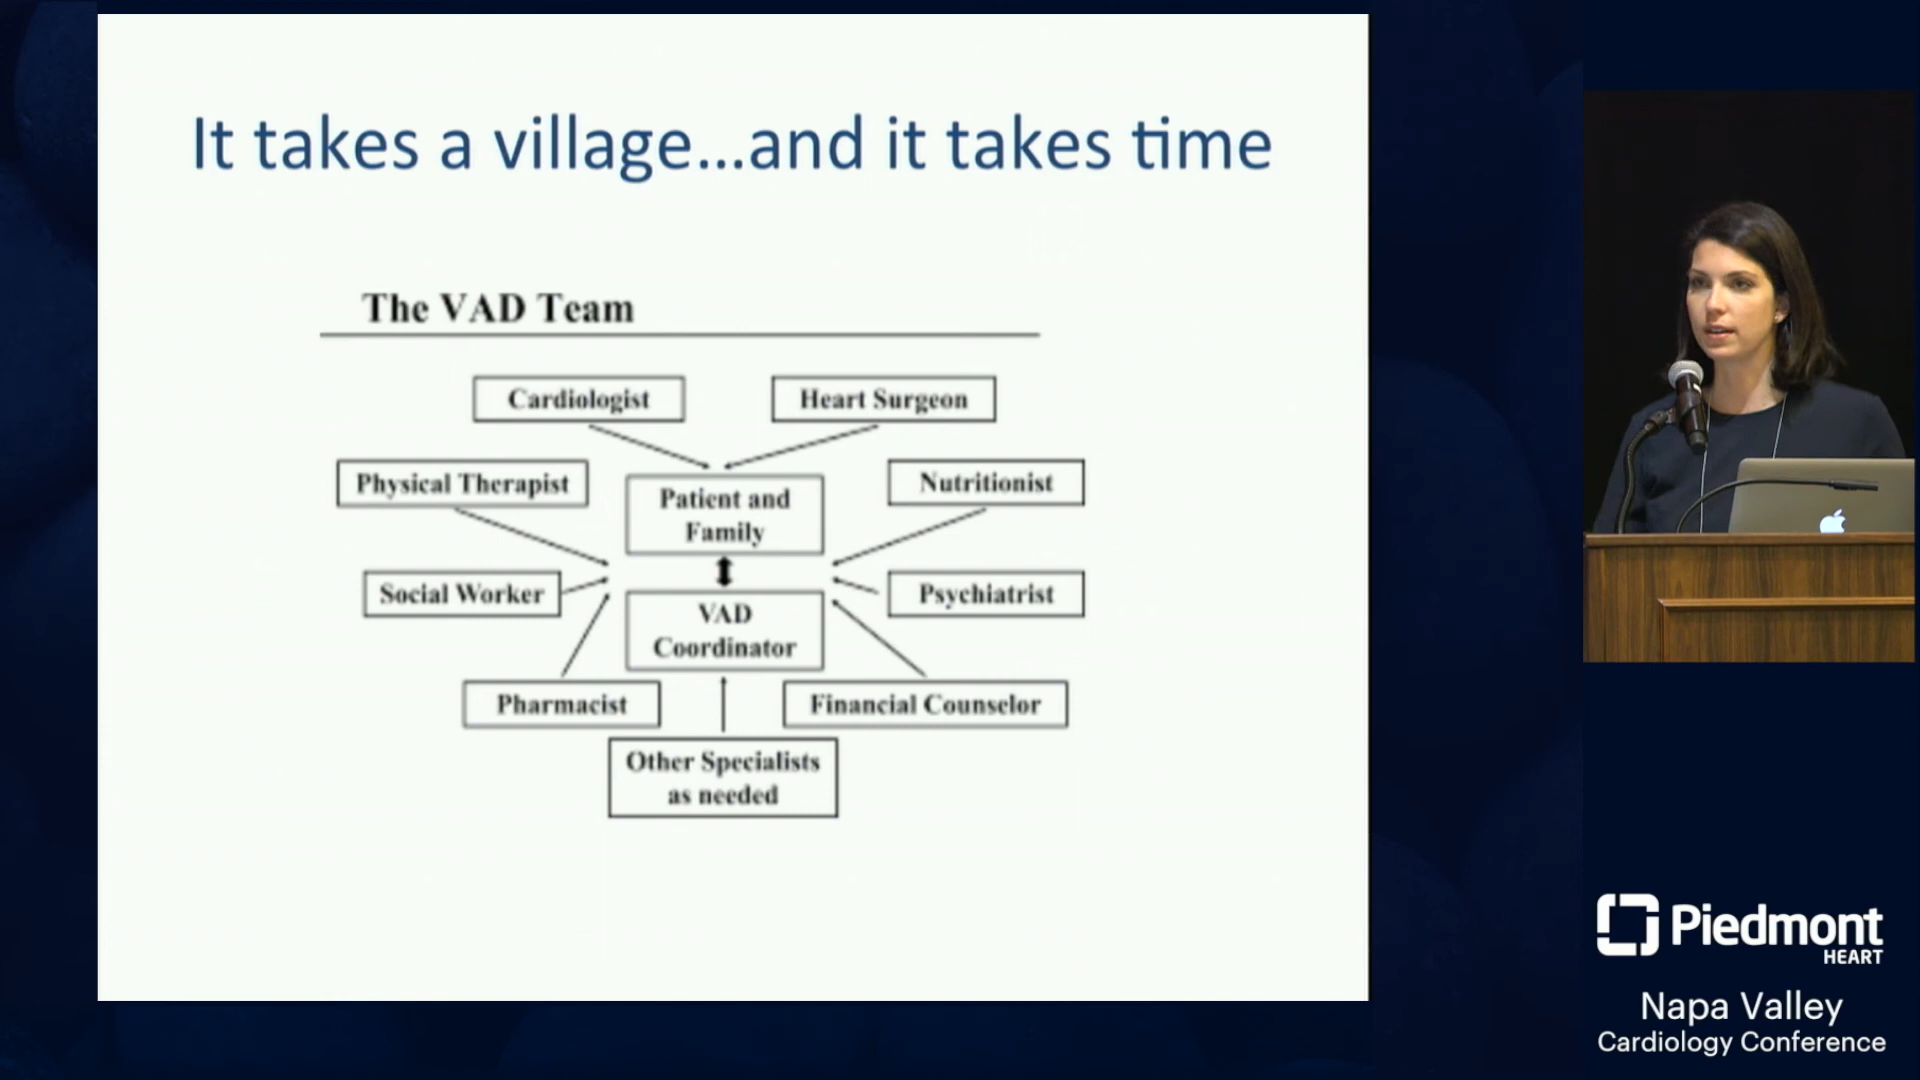 It takes a village...and it takes time
The VAD Team
Cardiologist
Heart Surgeon
Physical Therapist
Patient and
Family
Nutritionist
Social Worker
VAD
Coordinator
Psychiatrist
Pharmacist
Financial Counselor
Other Specialists
as needed
Piedmont
HEART
Napa Valley
Cardiology Conference